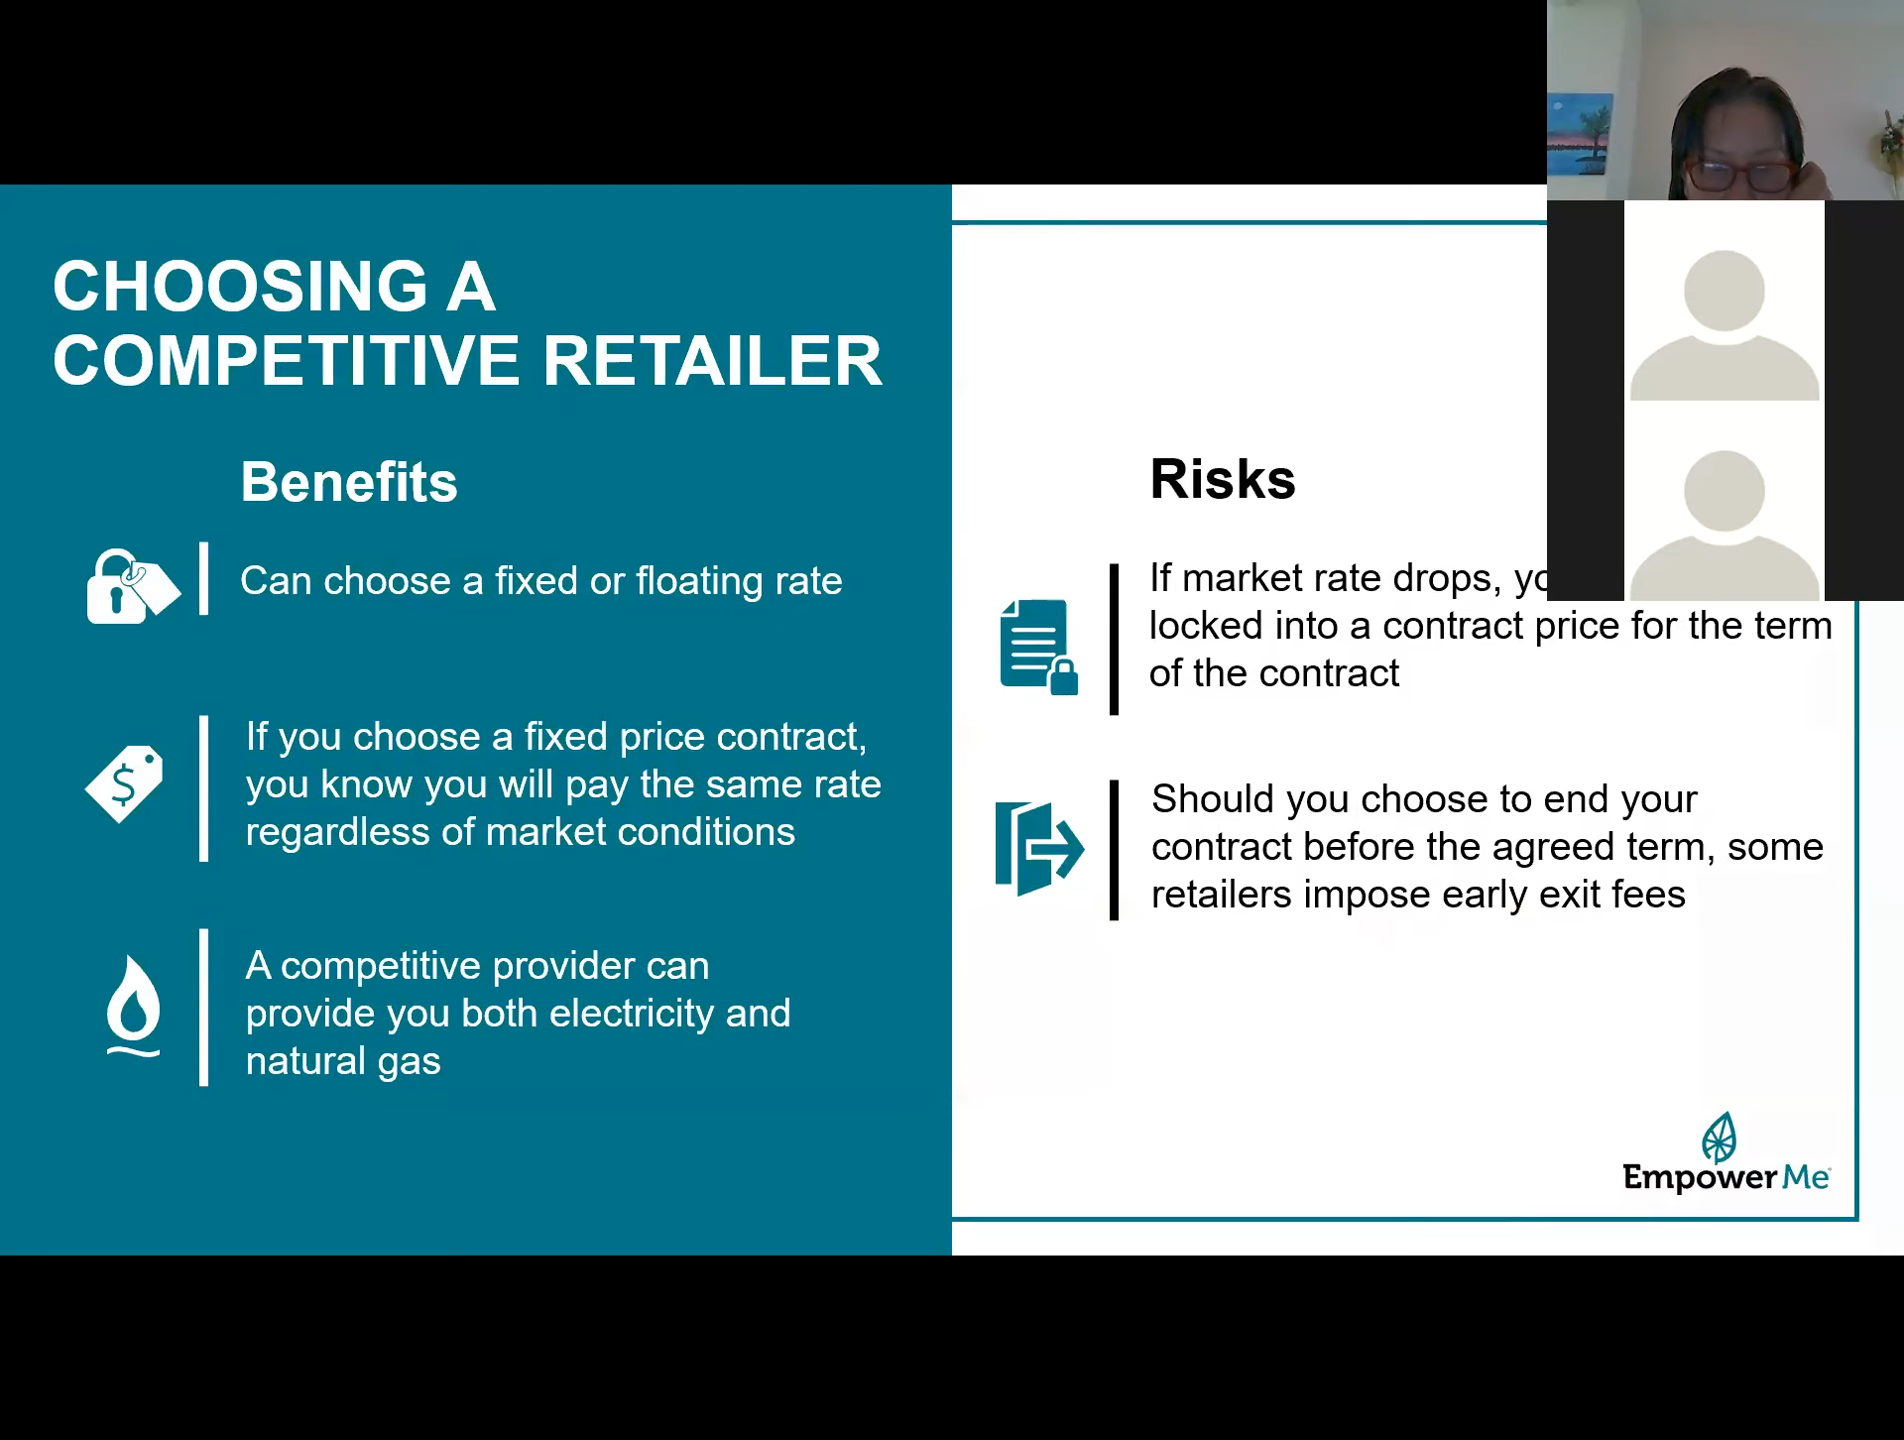 CHOOSING A
COMPETITIVE RETAILER
Benefits
Can choose a fixed or floating rate
If you choose a fixed price contract,
you know you will pay the same rate
regardless of market conditions
A competitive provider can
provide you both electricity and
natural gas
Risks
If market rate drops,
locked into a contract price for the term
of the contract
Should you choose to end your
contract before the agreed term, some
retailers impose early exit fees
EmpowerMe